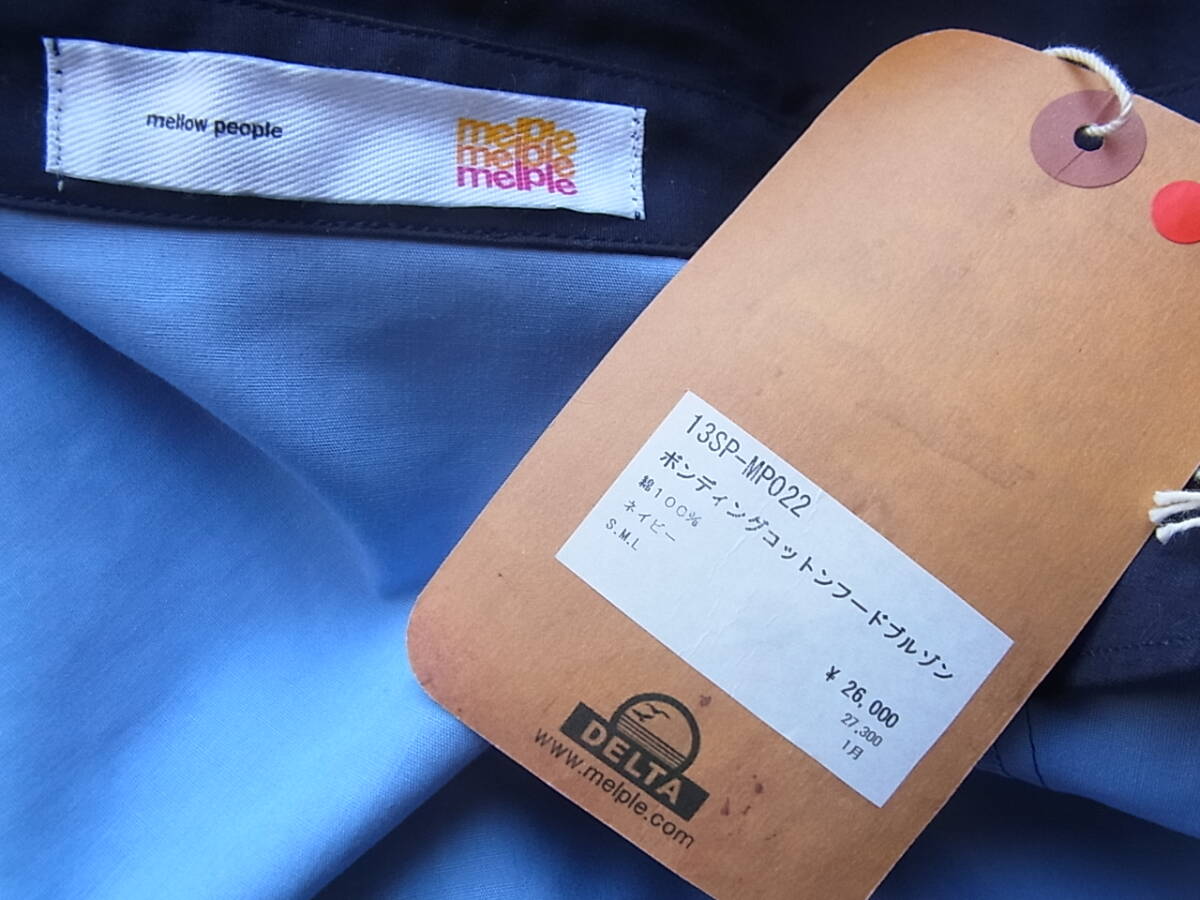 mellow people
melple
melple
melple
13SP-MP022
ボンディングコットンフードブルゾン
綿100%
ネイビー
S.M.L
¥ 26,000
27.300
1月
DELTA
www.melple.com